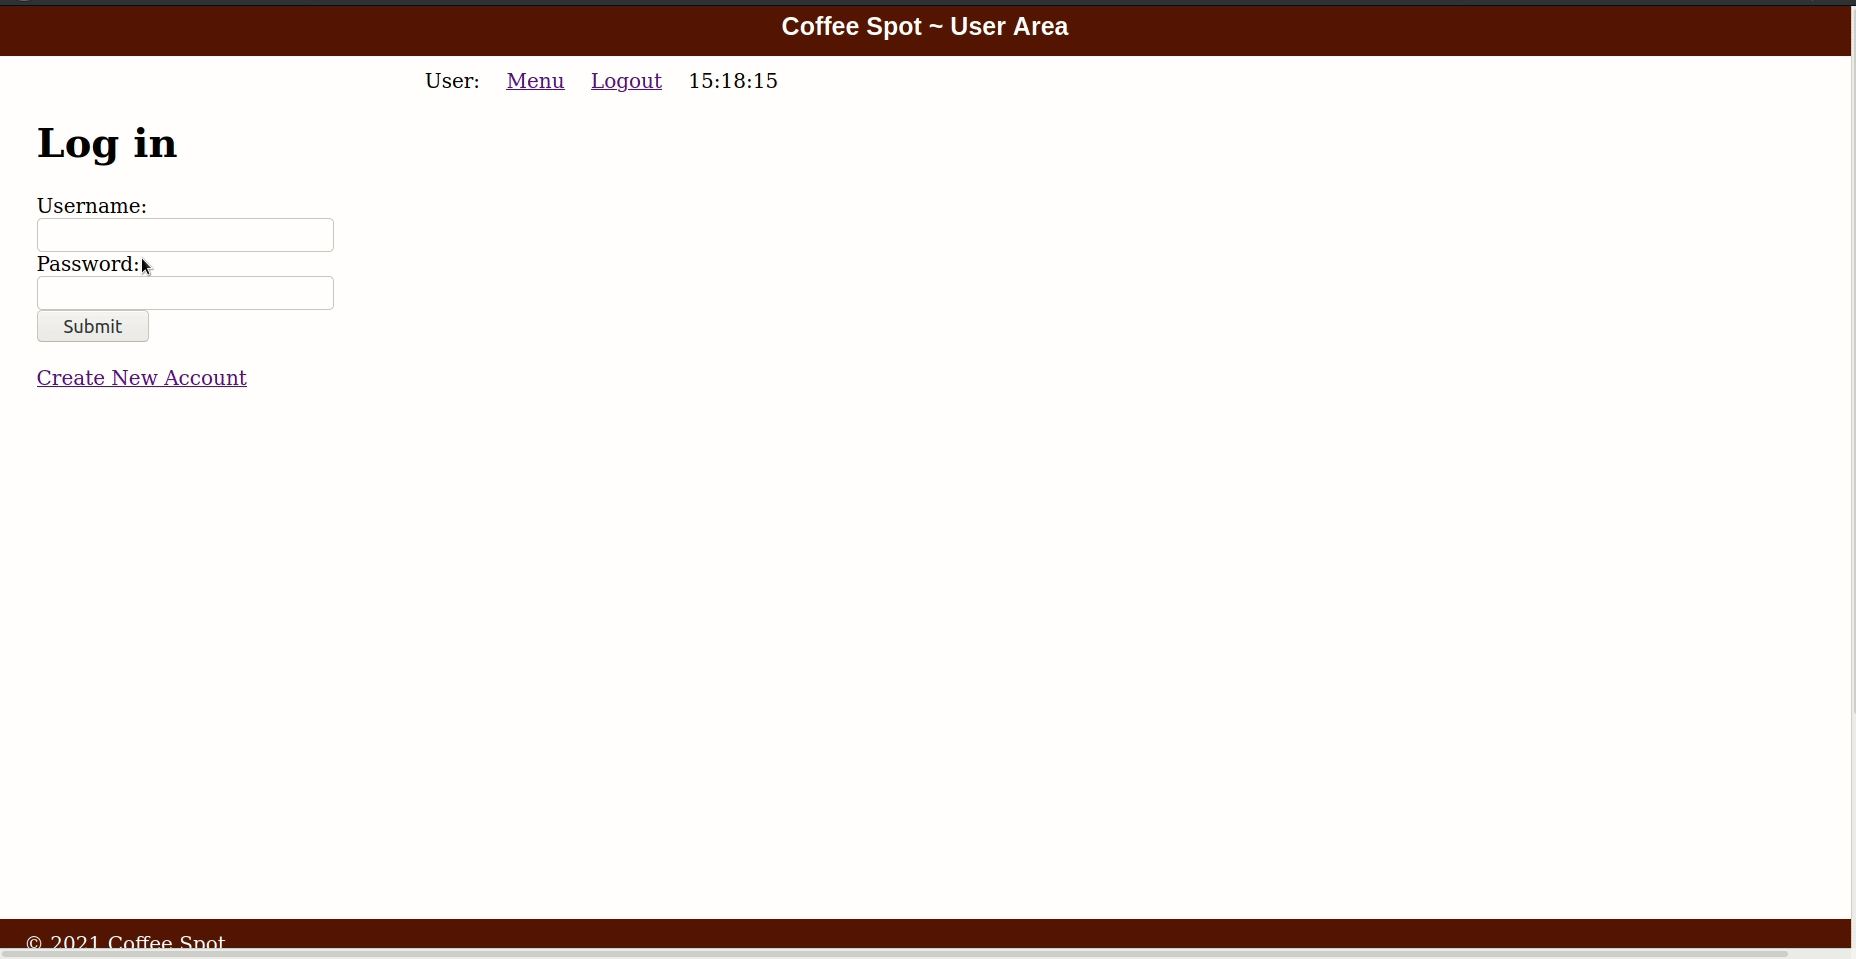 Coffee Spot ~ User Area
User: Menu Logout 15:18:15
Log in
Username:
Password:
Submit
Create New Account
© 2021 Coffee Spot